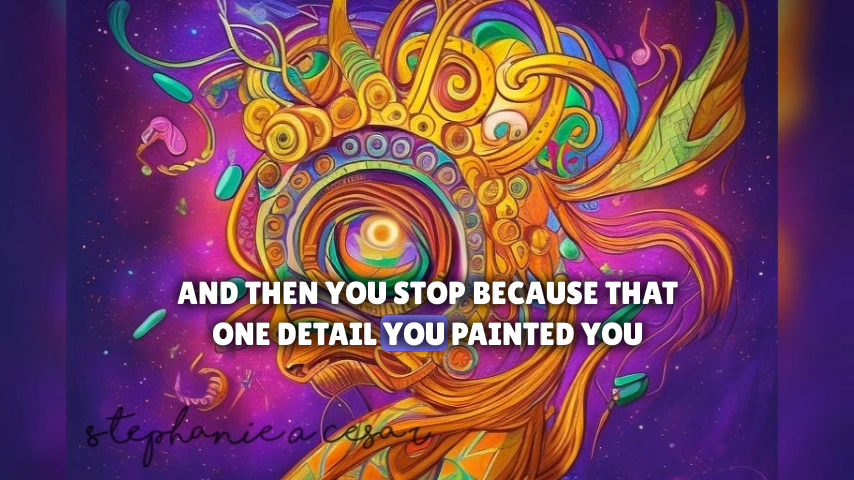 AND THEN YOU STOP BECAUSE THAT
ONE DETAIL YOU PAINTED YOU
stephanie a cesar